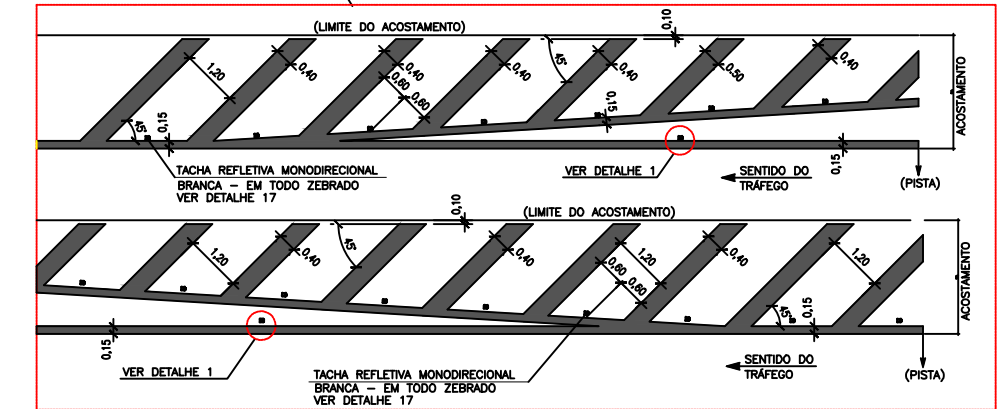 (LIMITE DO ACOSTAMENTO)
0,10
1,20
0,40
0,40
0,60
0,60
0,40
45°
0,40
0,15
0,50
0,40
45°
0,15
0,15
ACOSTAMENTO
TACHA REFLETIVA MONODIRECIONAL
BRANCA – EM TODO ZEBRADO
VER DETALHE 17
VER DETALHE 1
SENTIDO DO
TRÁFEGO
(PISTA)
(LIMITE DO ACOSTAMENTO)
0,10
1,20
0,40
45°
0,40
1,20
0,60
0,60
0,40
1,20
45°
0,15
0,15
ACOSTAMENTO
VER DETALHE 1
TACHA REFLETIVA MONODIRECIONAL
BRANCA – EM TODO ZEBRADO
VER DETALHE 17
SENTIDO DO
TRÁFEGO
(PISTA)